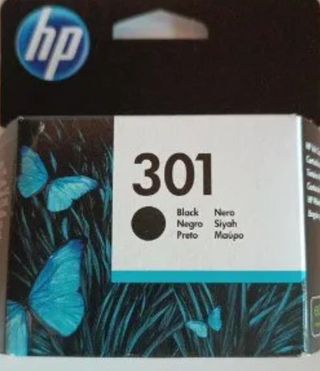 hp
301
Black Nero
Negro Siyah
Preto Μαύρο